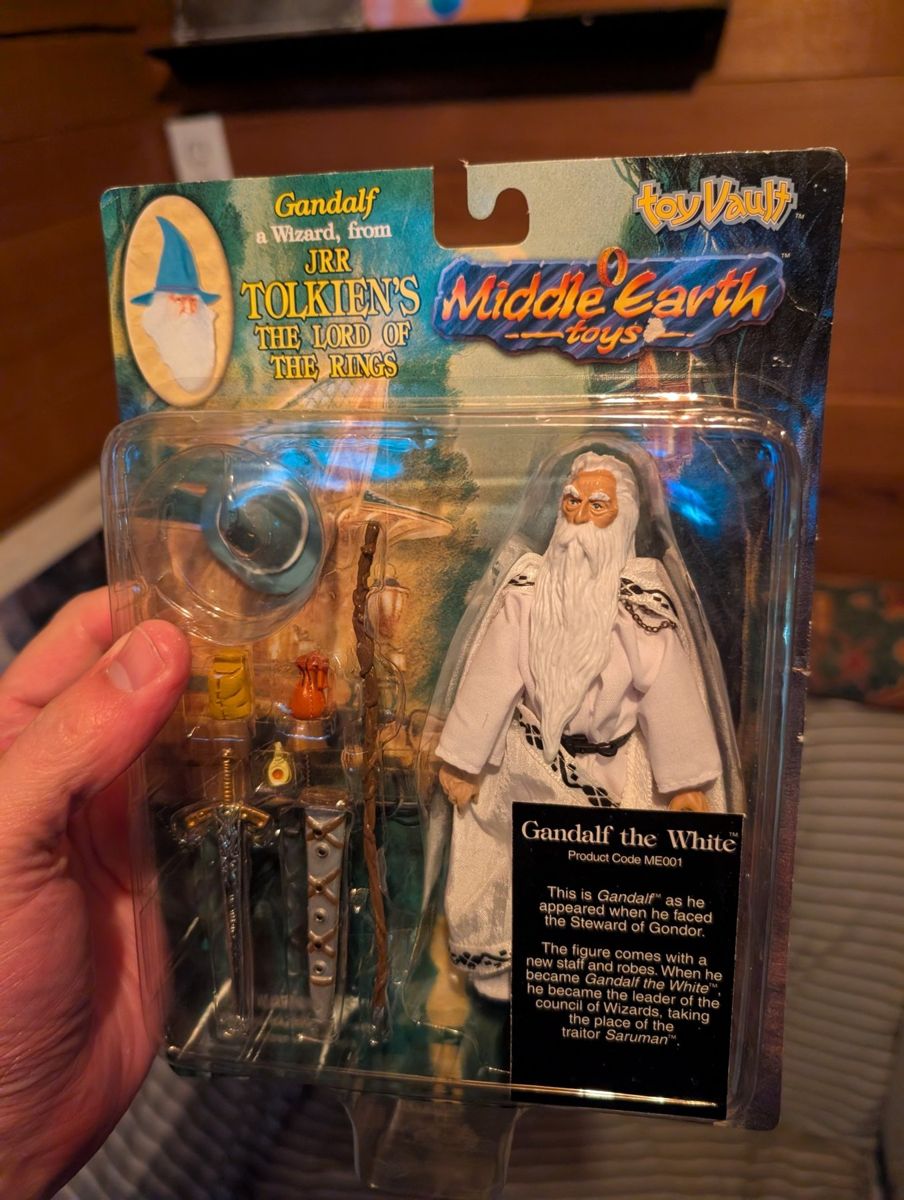 Gandalf
a Wizard, from
JRR
TOLKIEN'S
THE LORD OF
THE RINGS
toy Vault™
Middle Earth™
toys
Gandalf the White™
Product Code ME001
This is Gandalf™ as he
appeared when he faced
the Steward of Gondor.
The figure comes with a
new staff and robes. When he
became Gandalf the White™,
he became the leader of the
council of Wizards, taking
the place of the
traitor Saruman™.